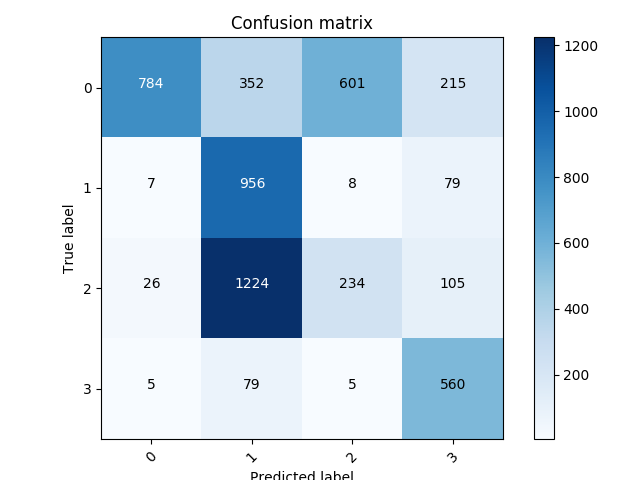 Confusion matrix
0 784 352 601 215
1 7 956 8 79
2 26 1224 234 105
3 5 79 5 560
0 1 2 3
True label
Predicted label
1200
1000
800
600
400
200